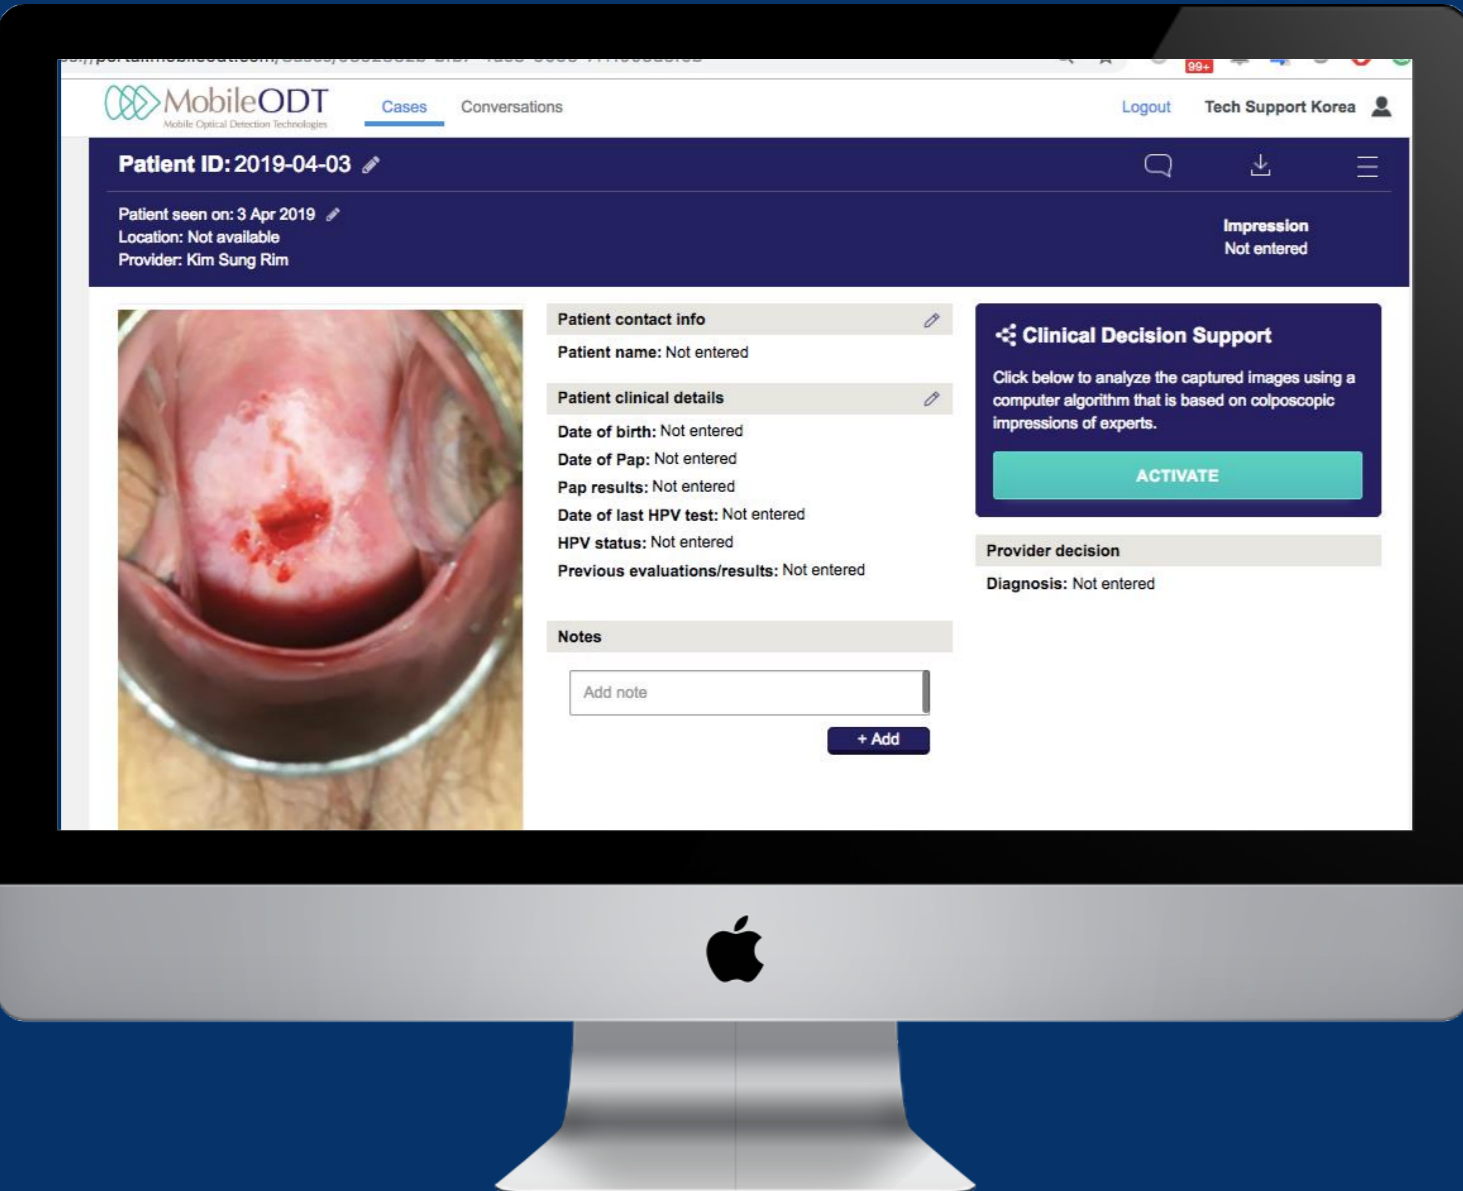 MobileODT
Mobile Optical Detection Technologies
Cases
Conversations
Logout
Tech Support Korea
99+
Patient ID: 2019-04-03
Patient seen on: 3 Apr 2019
Location: Not available
Provider: Kim Sung Rim
Impression
Not entered
Patient contact info
Patient name: Not entered
Patient clinical details
Date of birth: Not entered
Date of Pap: Not entered
Pap results: Not entered
Date of last HPV test: Not entered
HPV status: Not entered
Previous evaluations/results: Not entered
Notes
Add note
+ Add
Clinical Decision Support
Click below to analyze the captured images using a
computer algorithm that is based on colposcopic
impressions of experts.
ACTIVATE
Provider decision
Diagnosis: Not entered